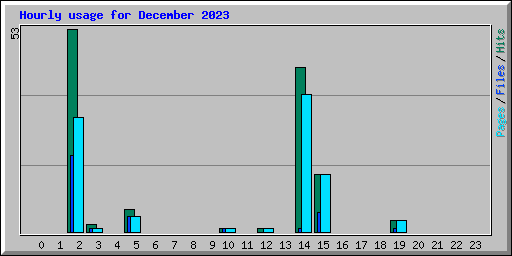 Hourly usage for December 2023
53
Pages/Files/Hits
0 1 2 3 4 5 6 7 8 9 10 11 12 13 14 15 16 17 18 19 20 21 22 23